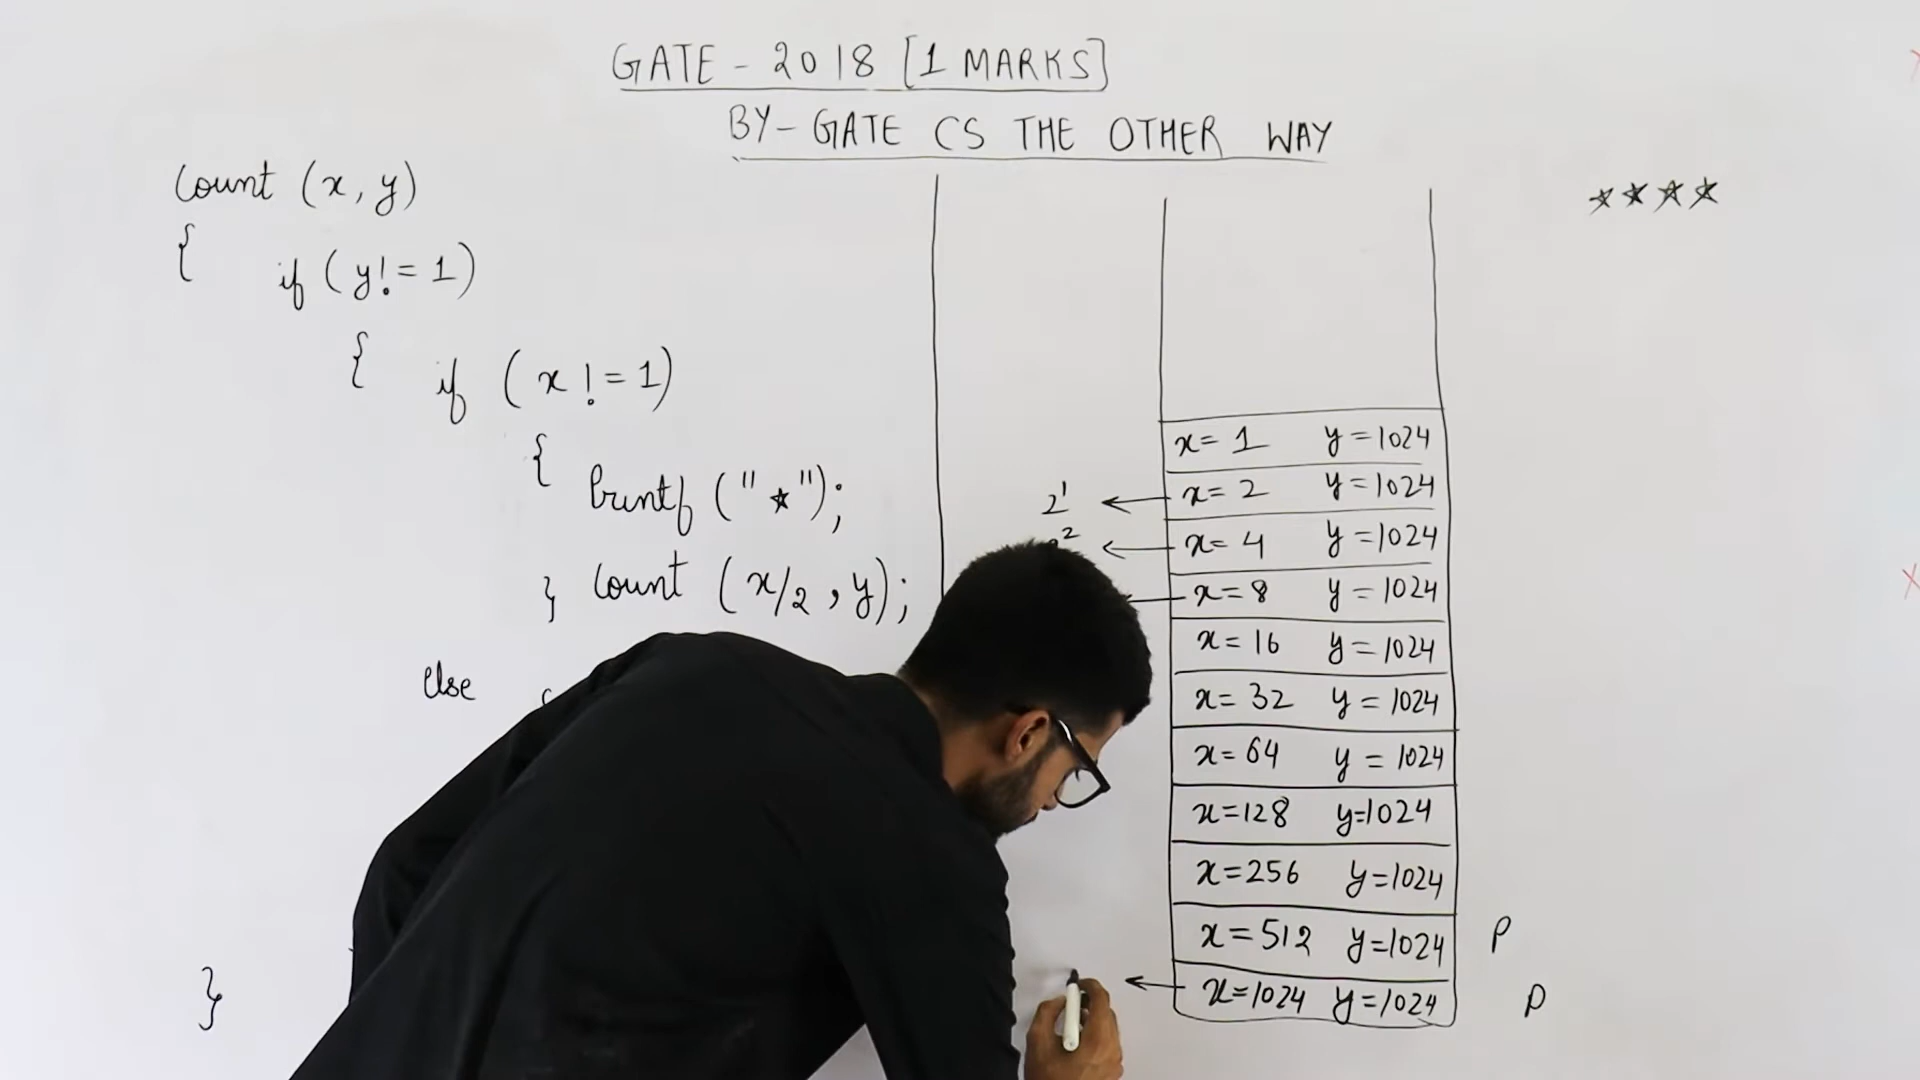 GATE - 2018 [1 MARKS]
BY - GATE CS THE OTHER WAY
Count (x, y)
{
if (y! = 1)
{
if (x ! = 1)
{
Printf ("★");
} Count (x/2, y);
else
}
★★★★
x = 1 y = 1024
2¹ ← x = 2 y = 1024
² ← x = 4 y = 1024
x = 8 y = 1024
x = 16 y = 1024
x = 32 y = 1024
x = 64 y = 1024
x = 128 y = 1024
x = 256 y = 1024
x = 512 y = 1024 P
← x = 1024 y = 1024 P